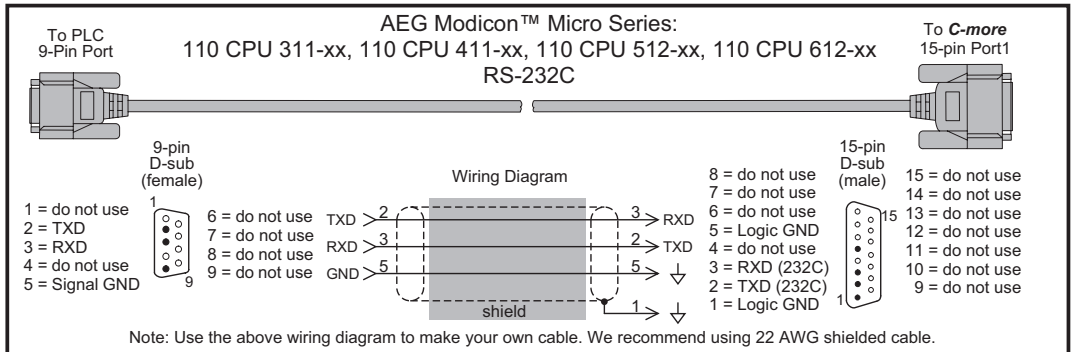 AEG Modicon™ Micro Series:
110 CPU 311-xx, 110 CPU 411-xx, 110 CPU 512-xx, 110 CPU 612-xx
RS-232C
To PLC
9-Pin Port
To C-more
15-pin Port1
9-pin
D-sub
(female)
1
9
1 = do not use
2 = TXD
3 = RXD
4 = do not use
5 = Signal GND
6 = do not use
7 = do not use
8 = do not use
9 = do not use
Wiring Diagram
TXD 2 3 RXD
RXD 3 2 TXD
GND 5 5
1
shield
8 = do not use
7 = do not use
6 = do not use
5 = Logic GND
4 = do not use
3 = RXD (232C)
2 = TXD (232C)
1 = Logic GND
15-pin
D-sub
(male)
15
1
15 = do not use
14 = do not use
13 = do not use
12 = do not use
11 = do not use
10 = do not use
9 = do not use
Note: Use the above wiring diagram to make your own cable. We recommend using 22 AWG shielded cable.